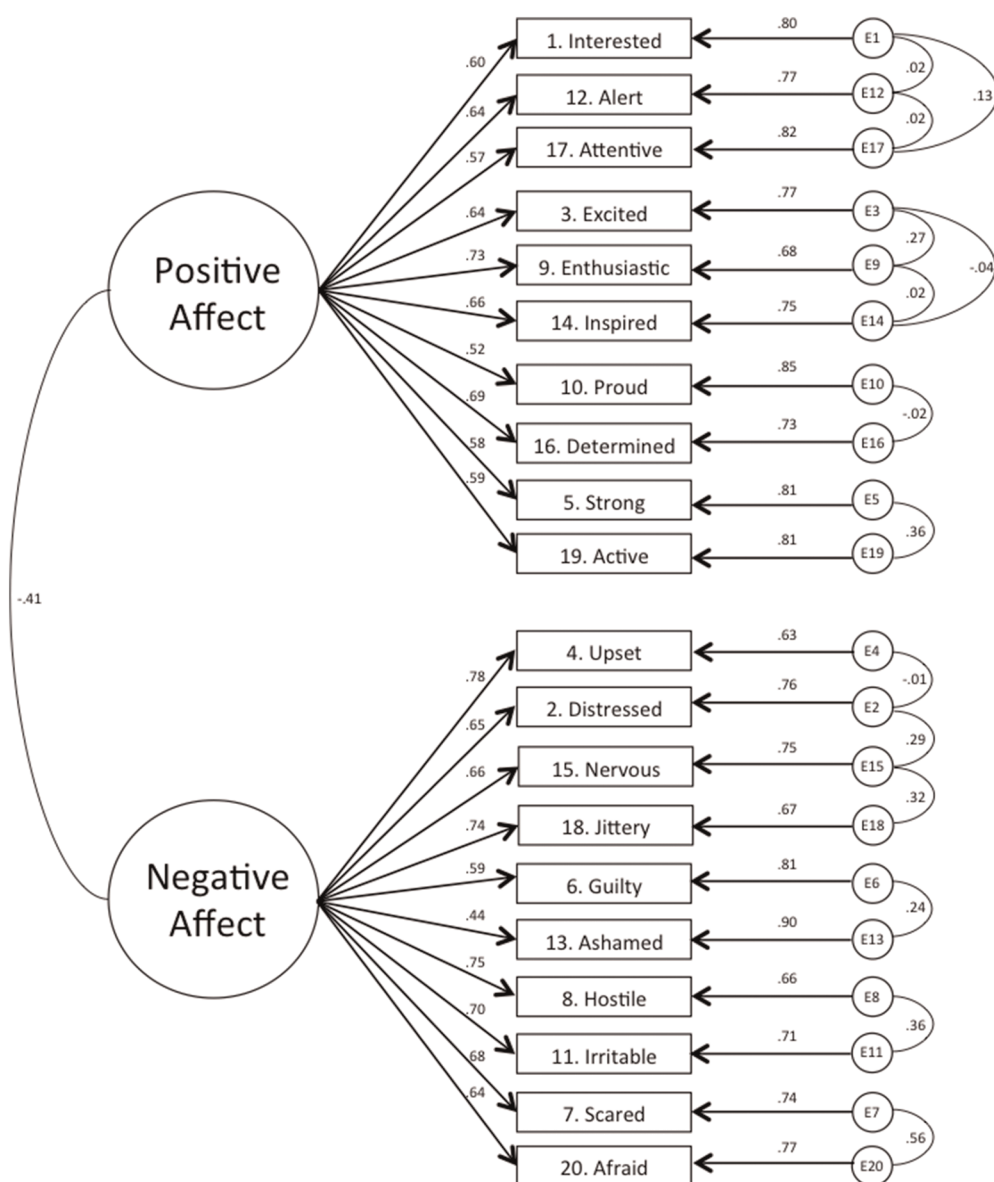 .60
1. Interested
.80
E1
.02
.64
12. Alert
.77
E12
.13
.02
.57
17. Attentive
.82
E17
.64
3. Excited
.77
E3
.27
Positive
Affect
.73
9. Enthusiastic
.68
E9
-.04
.02
.66
14. Inspired
.75
E14
.52
10. Proud
.85
E10
-.02
.69
16. Determined
.73
E16
.58
5. Strong
.81
E5
.36
.59
19. Active
.81
E19
-.41
.78
4. Upset
.63
E4
-.01
.65
2. Distressed
.76
E2
.29
.66
15. Nervous
.75
E15
.32
.74
18. Jittery
.67
E18
Negative
Affect
.59
6. Guilty
.81
E6
.24
.44
13. Ashamed
.90
E13
.75
8. Hostile
.66
E8
.36
.70
11. Irritable
.71
E11
.68
7. Scared
.74
E7
.56
.64
20. Afraid
.77
E20